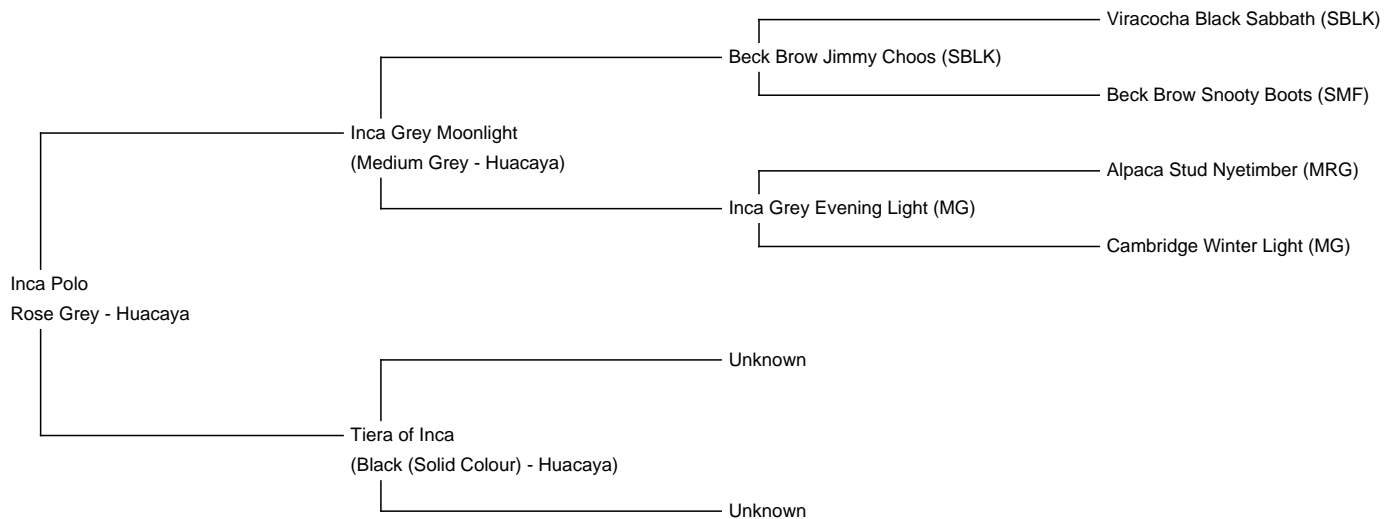 Viracocha Black Sabbath (SBLK)
Beck Brow Jimmy Choos (SBLK)
Beck Brow Snooty Boots (SMF)
Inca Grey Moonlight
(Medium Grey - Huacaya)
Alpaca Stud Nyetimber (MRG)
Inca Grey Evening Light (MG)
Cambridge Winter Light (MG)
Inca Polo
Rose Grey - Huacaya
Unknown
Tiera of Inca
(Black (Solid Colour) - Huacaya)
Unknown